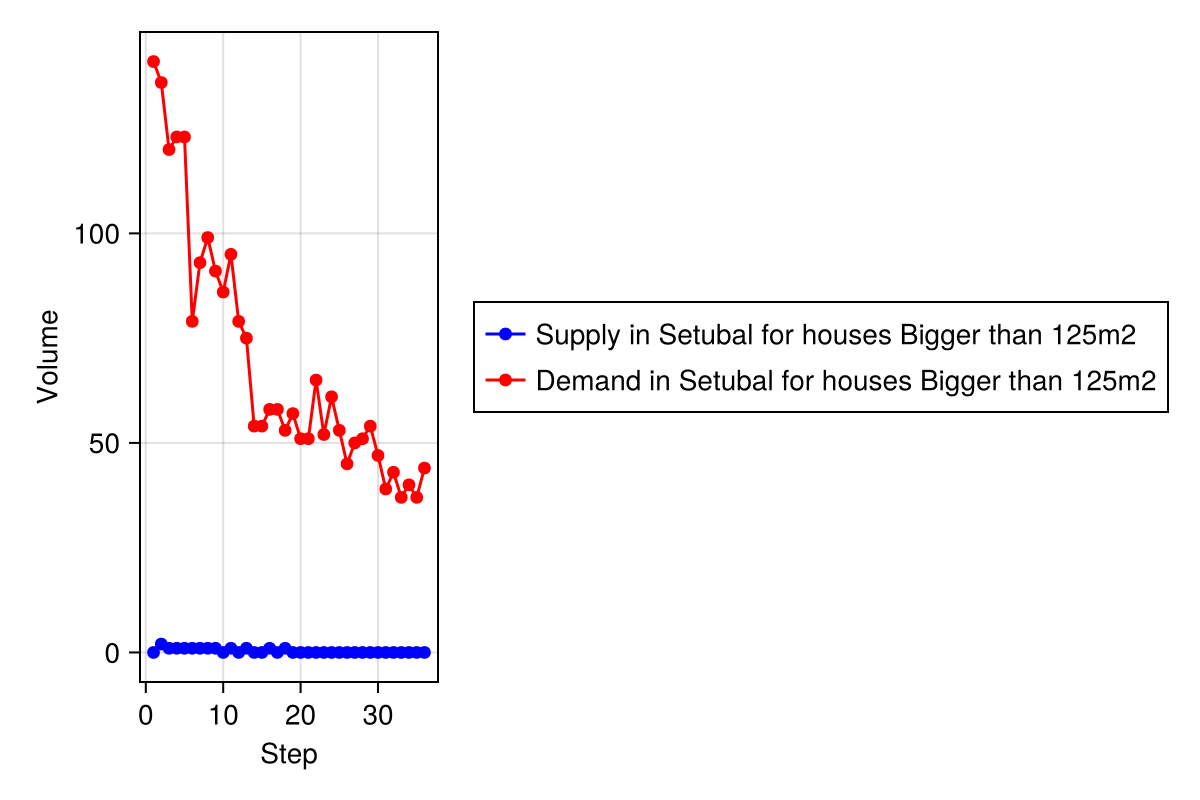 Volume
100
50
0
0 10 20 30
Step
Supply in Setubal for houses Bigger than 125m2
Demand in Setubal for houses Bigger than 125m2